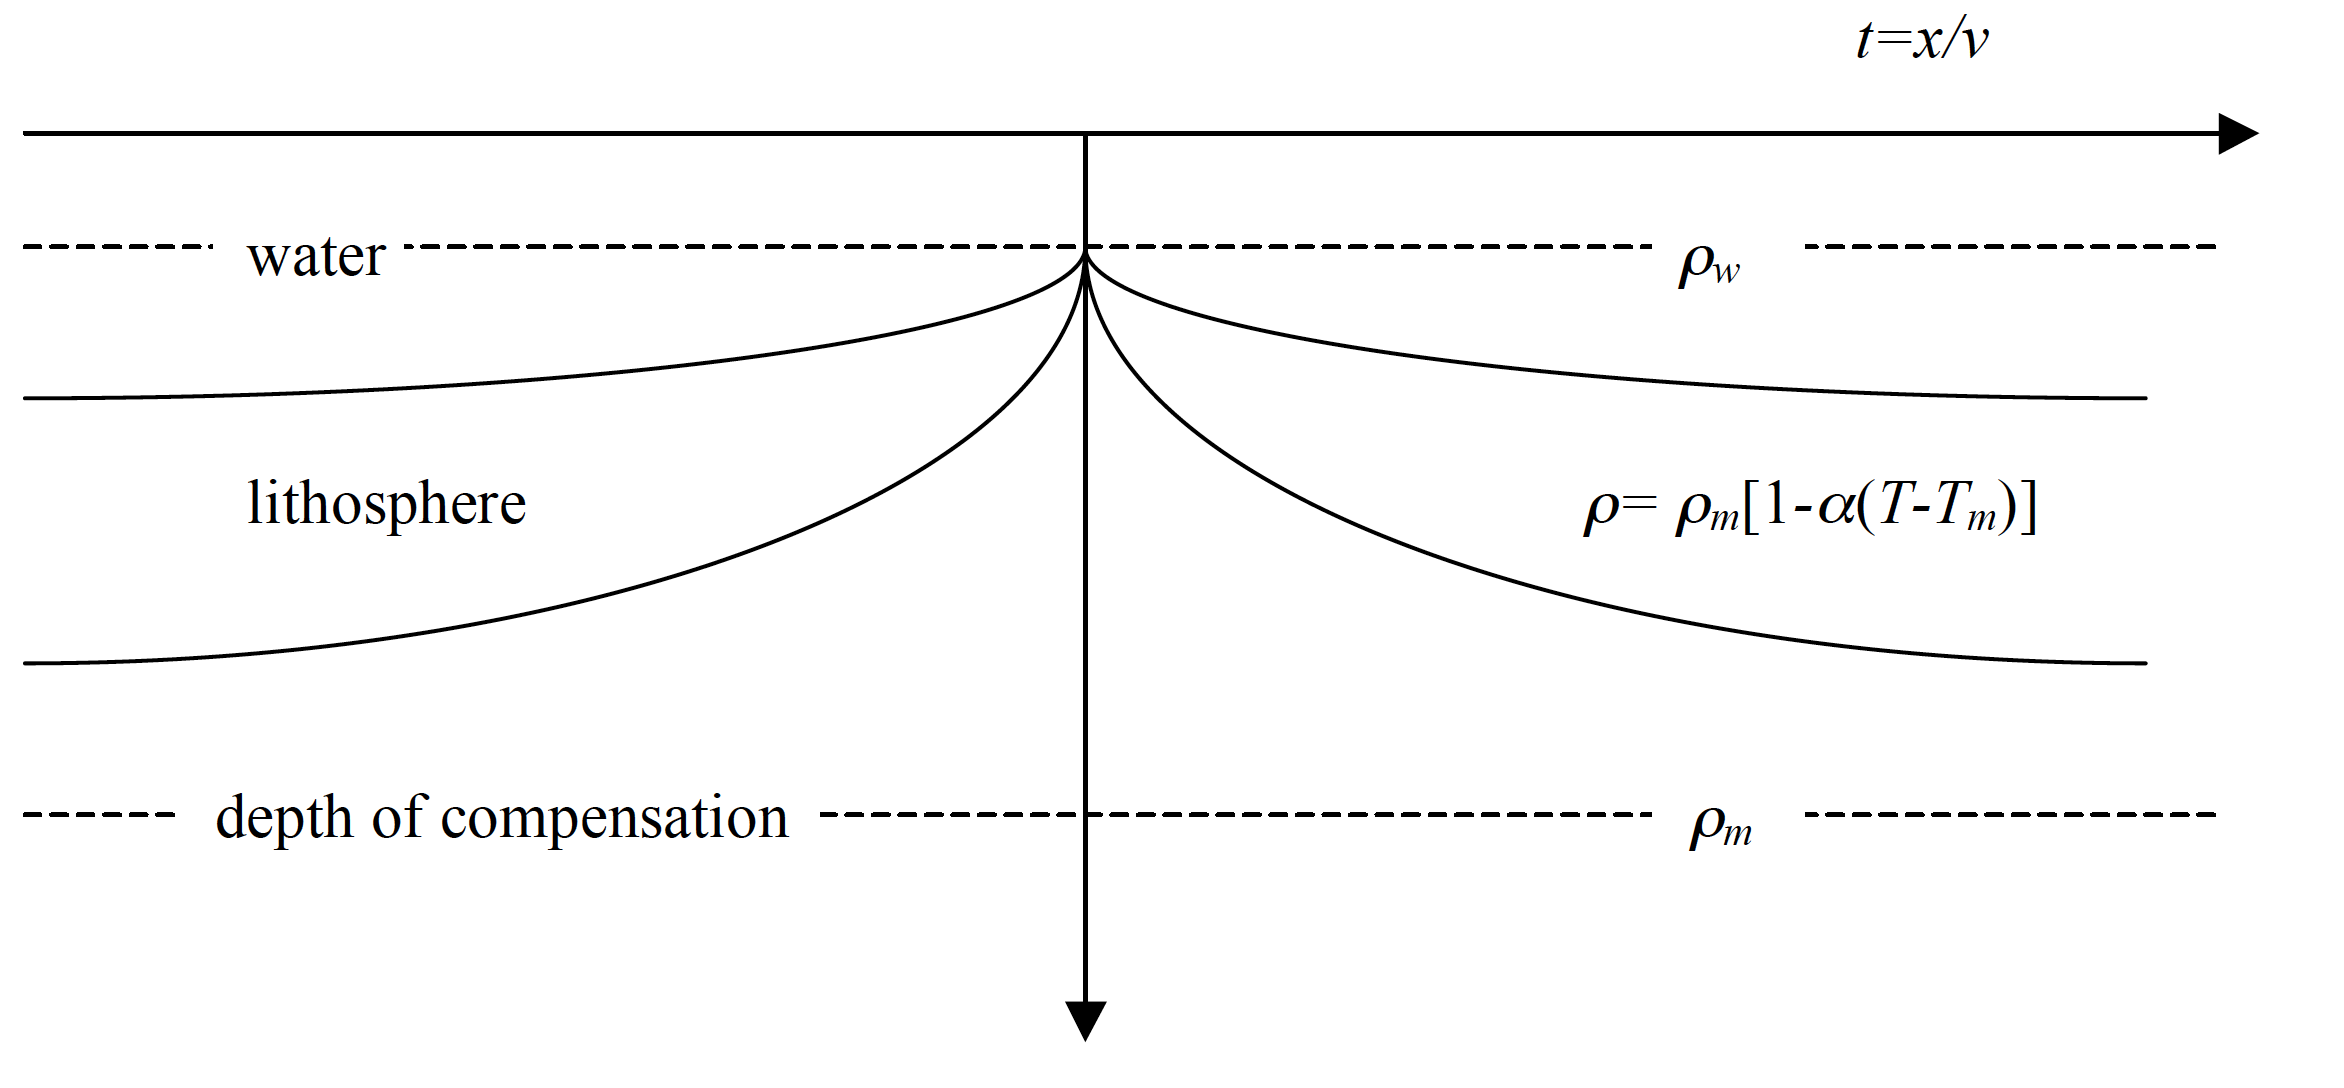 t=x/v
water ρw
lithosphere ρ= ρm[1-α(T-Tm)]
depth of compensation ρm